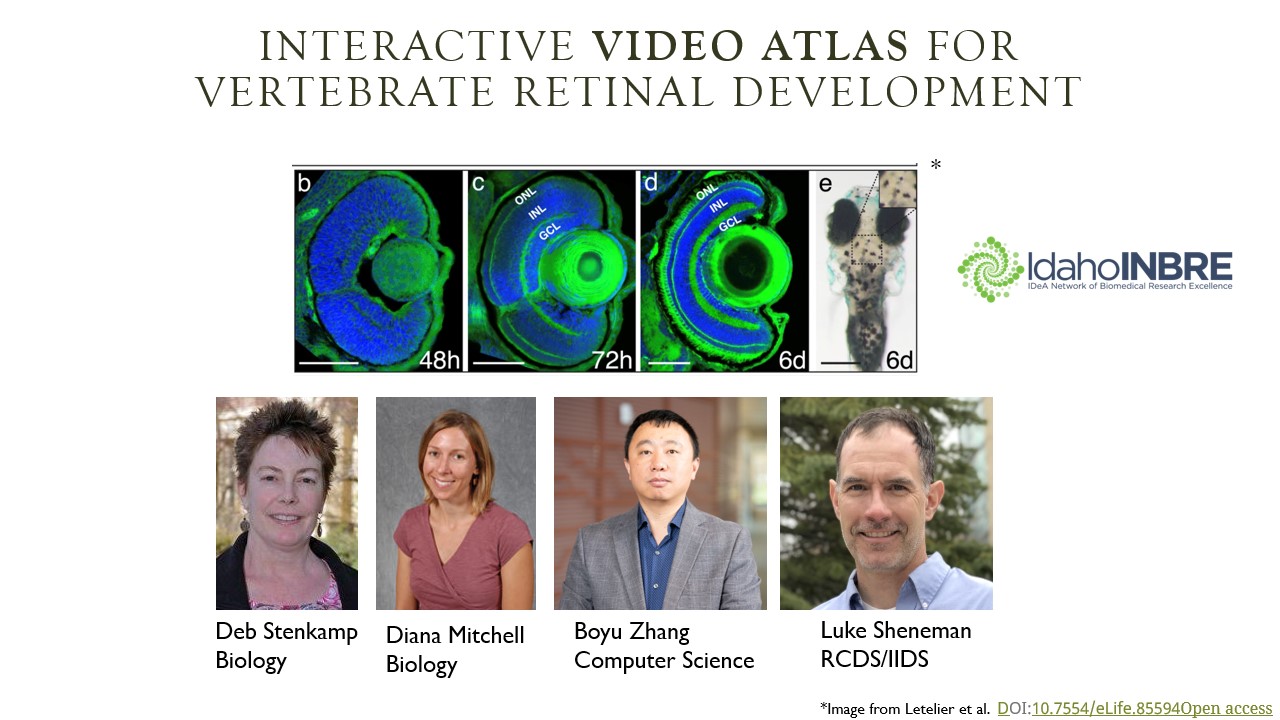 INTERACTIVE VIDEO ATLAS FOR
VERTEBRATE RETINAL DEVELOPMENT
*
b
48h
c
ONL
INL
GCL
72h
d
ONL
INL
GCL
6d
e
6d
IdahoINBRE
IDeA Network of Biomedical Research Excellence
Deb Stenkamp
Biology
Diana Mitchell
Biology
Boyu Zhang
Computer Science
Luke Sheneman
RCDS/IIDS
*Image from Letelier et al. DOI:10.7554/eLife.85594Open access